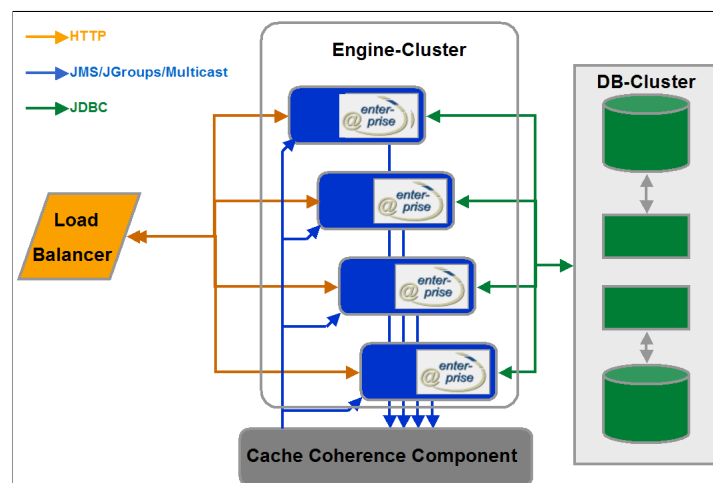 HTTP
JMS/JGroups/Multicast
JDBC
Engine-Cluster
DB-Cluster
enter-
@ prise
enter-
@ prise
enter-
@ prise
enter-
@ prise
Load
Balancer
Cache Coherence Component